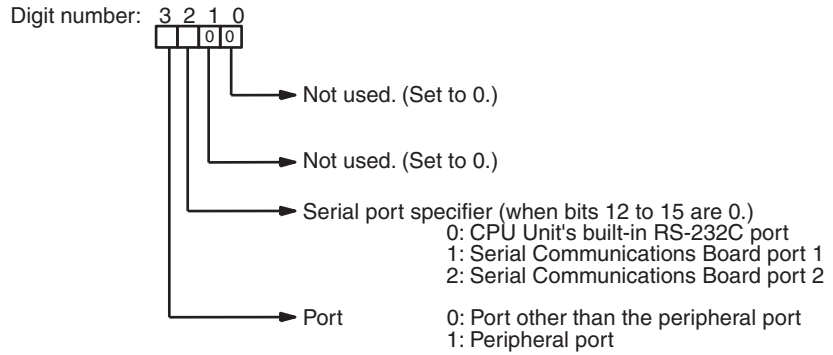 Digit number: 3 2 1 0
0 0
Not used. (Set to 0.)
Not used. (Set to 0.)
Serial port specifier (when bits 12 to 15 are 0.)
0: CPU Unit's built-in RS-232C port
1: Serial Communications Board port 1
2: Serial Communications Board port 2
Port 0: Port other than the peripheral port
1: Peripheral port